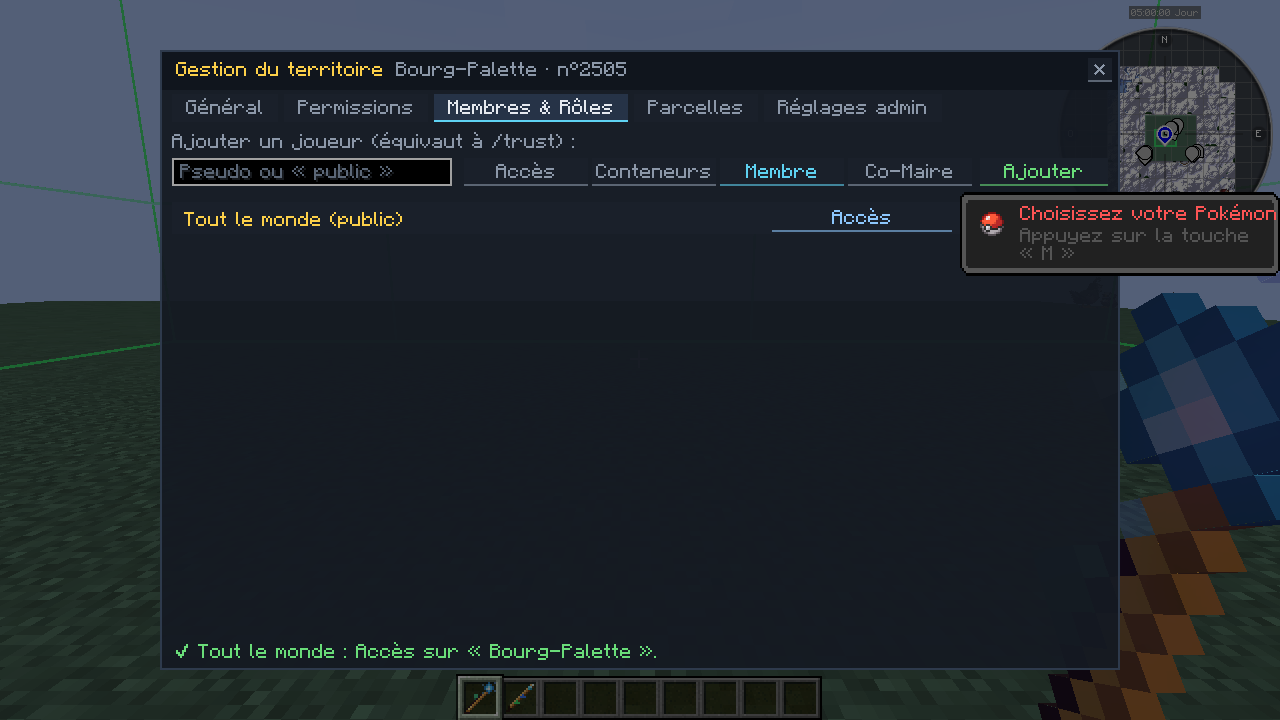 05:00:00 Jour
N
Gestion du territoire Bourg-Palette · n°2505
×
Général Permissions Membres & Rôles Parcelles Réglages admin
E
Ajouter un joueur (équivaut à /trust) :
Pseudo ou « public » Accès Conteneurs Membre Co-Maire Ajouter
Tout le monde (public) Accès
Choisissez votre Pokémon
Appuyez sur la touche
« M »
✓ Tout le monde : Accès sur « Bourg-Palette ».